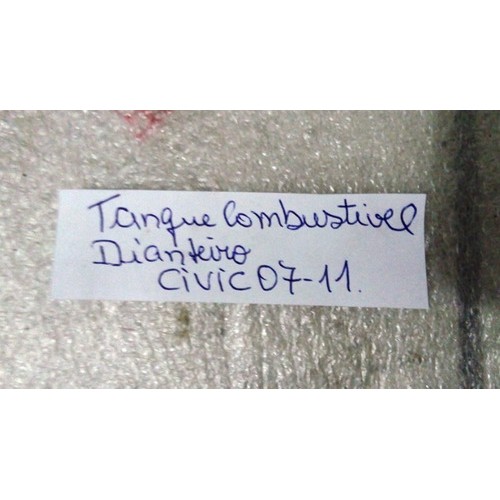 Tanque Combustivel
Dianteiro
CIVIC 07-11.